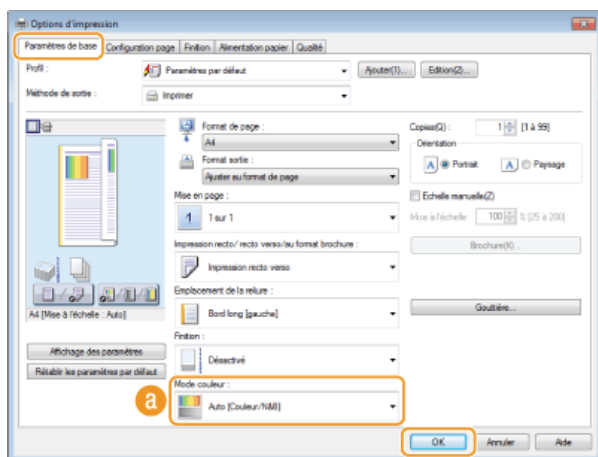 Options d'impression
Paramètres de base Configuration page Finition Alimentation papier Qualité
Profil : Paramètres par défaut Ajouter(1)... Edition(2)...
Méthode de sortie : Imprimer
Format de page :
A4
Format sortie :
Ajuster au format de page
Mise en page :
1 1 sur 1
Impression recto/ recto verso/au format brochure :
Impression recto verso
Emplacement de la reliure :
Bord long [gauche]
Finition :
Désactivé
Mode couleur :
a Auto [Couleur/N&B]
Copies(Q) : 1 [1 à 99]
Orientation
A Portrait A Paysage
Echelle manuelle(Z)
Mise à l'échelle : 100 % [25 à 200]
Brochure(K)...
Gouttière...
A4 [Mise à l'échelle : Auto]
Affichage des paramètres
Rétablir les paramètres par défaut
OK Annuler Aide